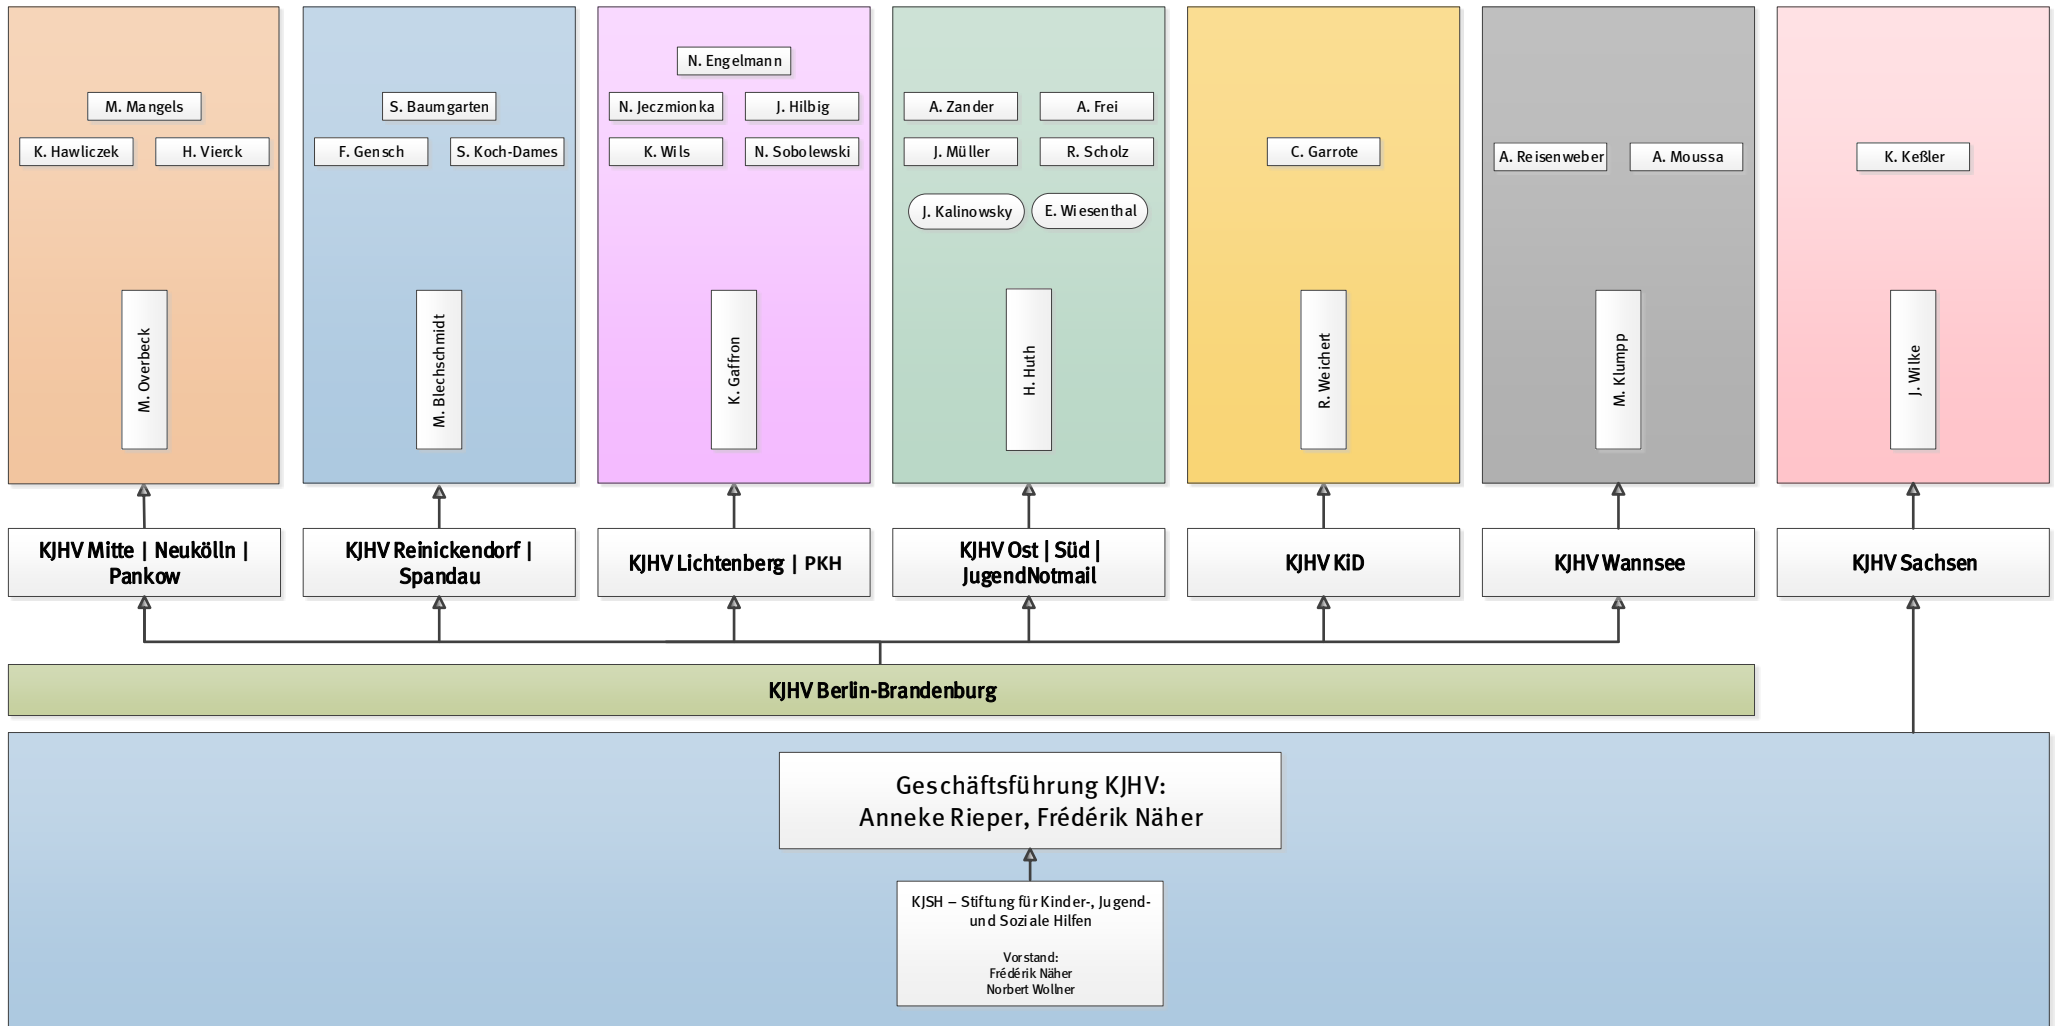 N. Engelmann
M. Mangels
S. Baumgarten
N. Jeczmionka
J. Hilbig
A. Zander
A. Frei
K. Hawliczek
H. Vierck
F. Gensch
S. Koch-Dames
K. Wils
N. Sobolewski
J. Müller
R. Scholz
C. Garrote
A. Reisenweber
A. Moussa
K. Keßler
J. Kalinowsky
E. Wiesenthal
M. Overbeck
M. Blechschmidt
K. Gaffron
H. Huth
R. Weichert
M. Klumpp
J. Wilke
KJHV Mitte | Neukölln |
Pankow
KJHV Reinickendorf |
Spandau
KJHV Lichtenberg | PKH
KJHV Ost | Süd |
JugendNotmail
KJHV KiD
KJHV Wannsee
KJHV Sachsen
KJHV Berlin-Brandenburg
Geschäftsführung KJHV:
Anneke Rieper, Frédérik Näher
KJSH – Stiftung für Kinder-, Jugend-
und Soziale Hilfen
Vorstand:
Frédérik Näher
Norbert Wollner